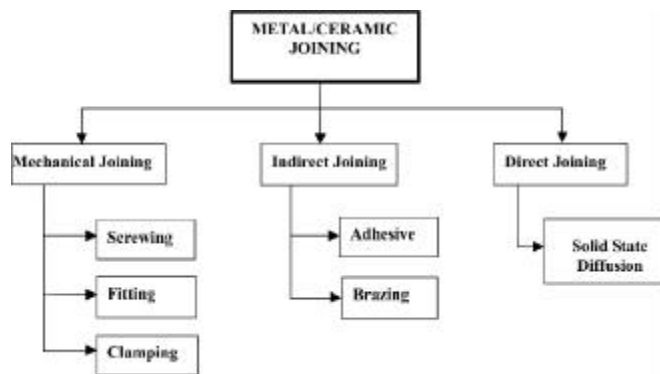 METAL/CERAMIC
JOINING
Mechanical Joining
Indirect Joining
Direct Joining
Screwing
Fitting
Clamping
Adhesive
Brazing
Solid State
Diffusion